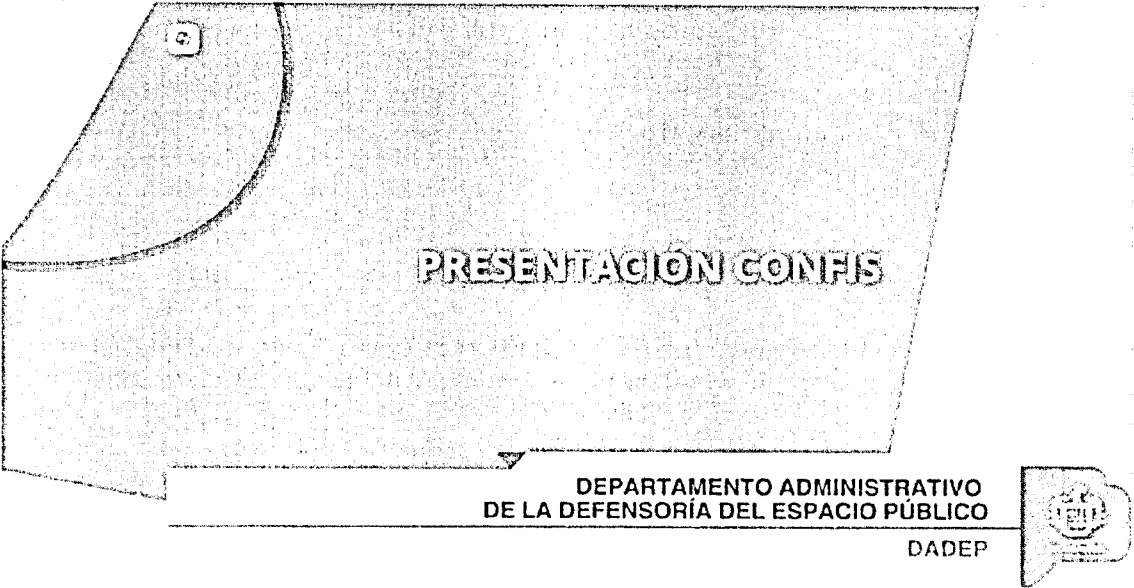 PRESENTACIÓN CONFIS
DEPARTAMENTO ADMINISTRATIVO
DE LA DEFENSORÍA DEL ESPACIO PÚBLICO
DADEP